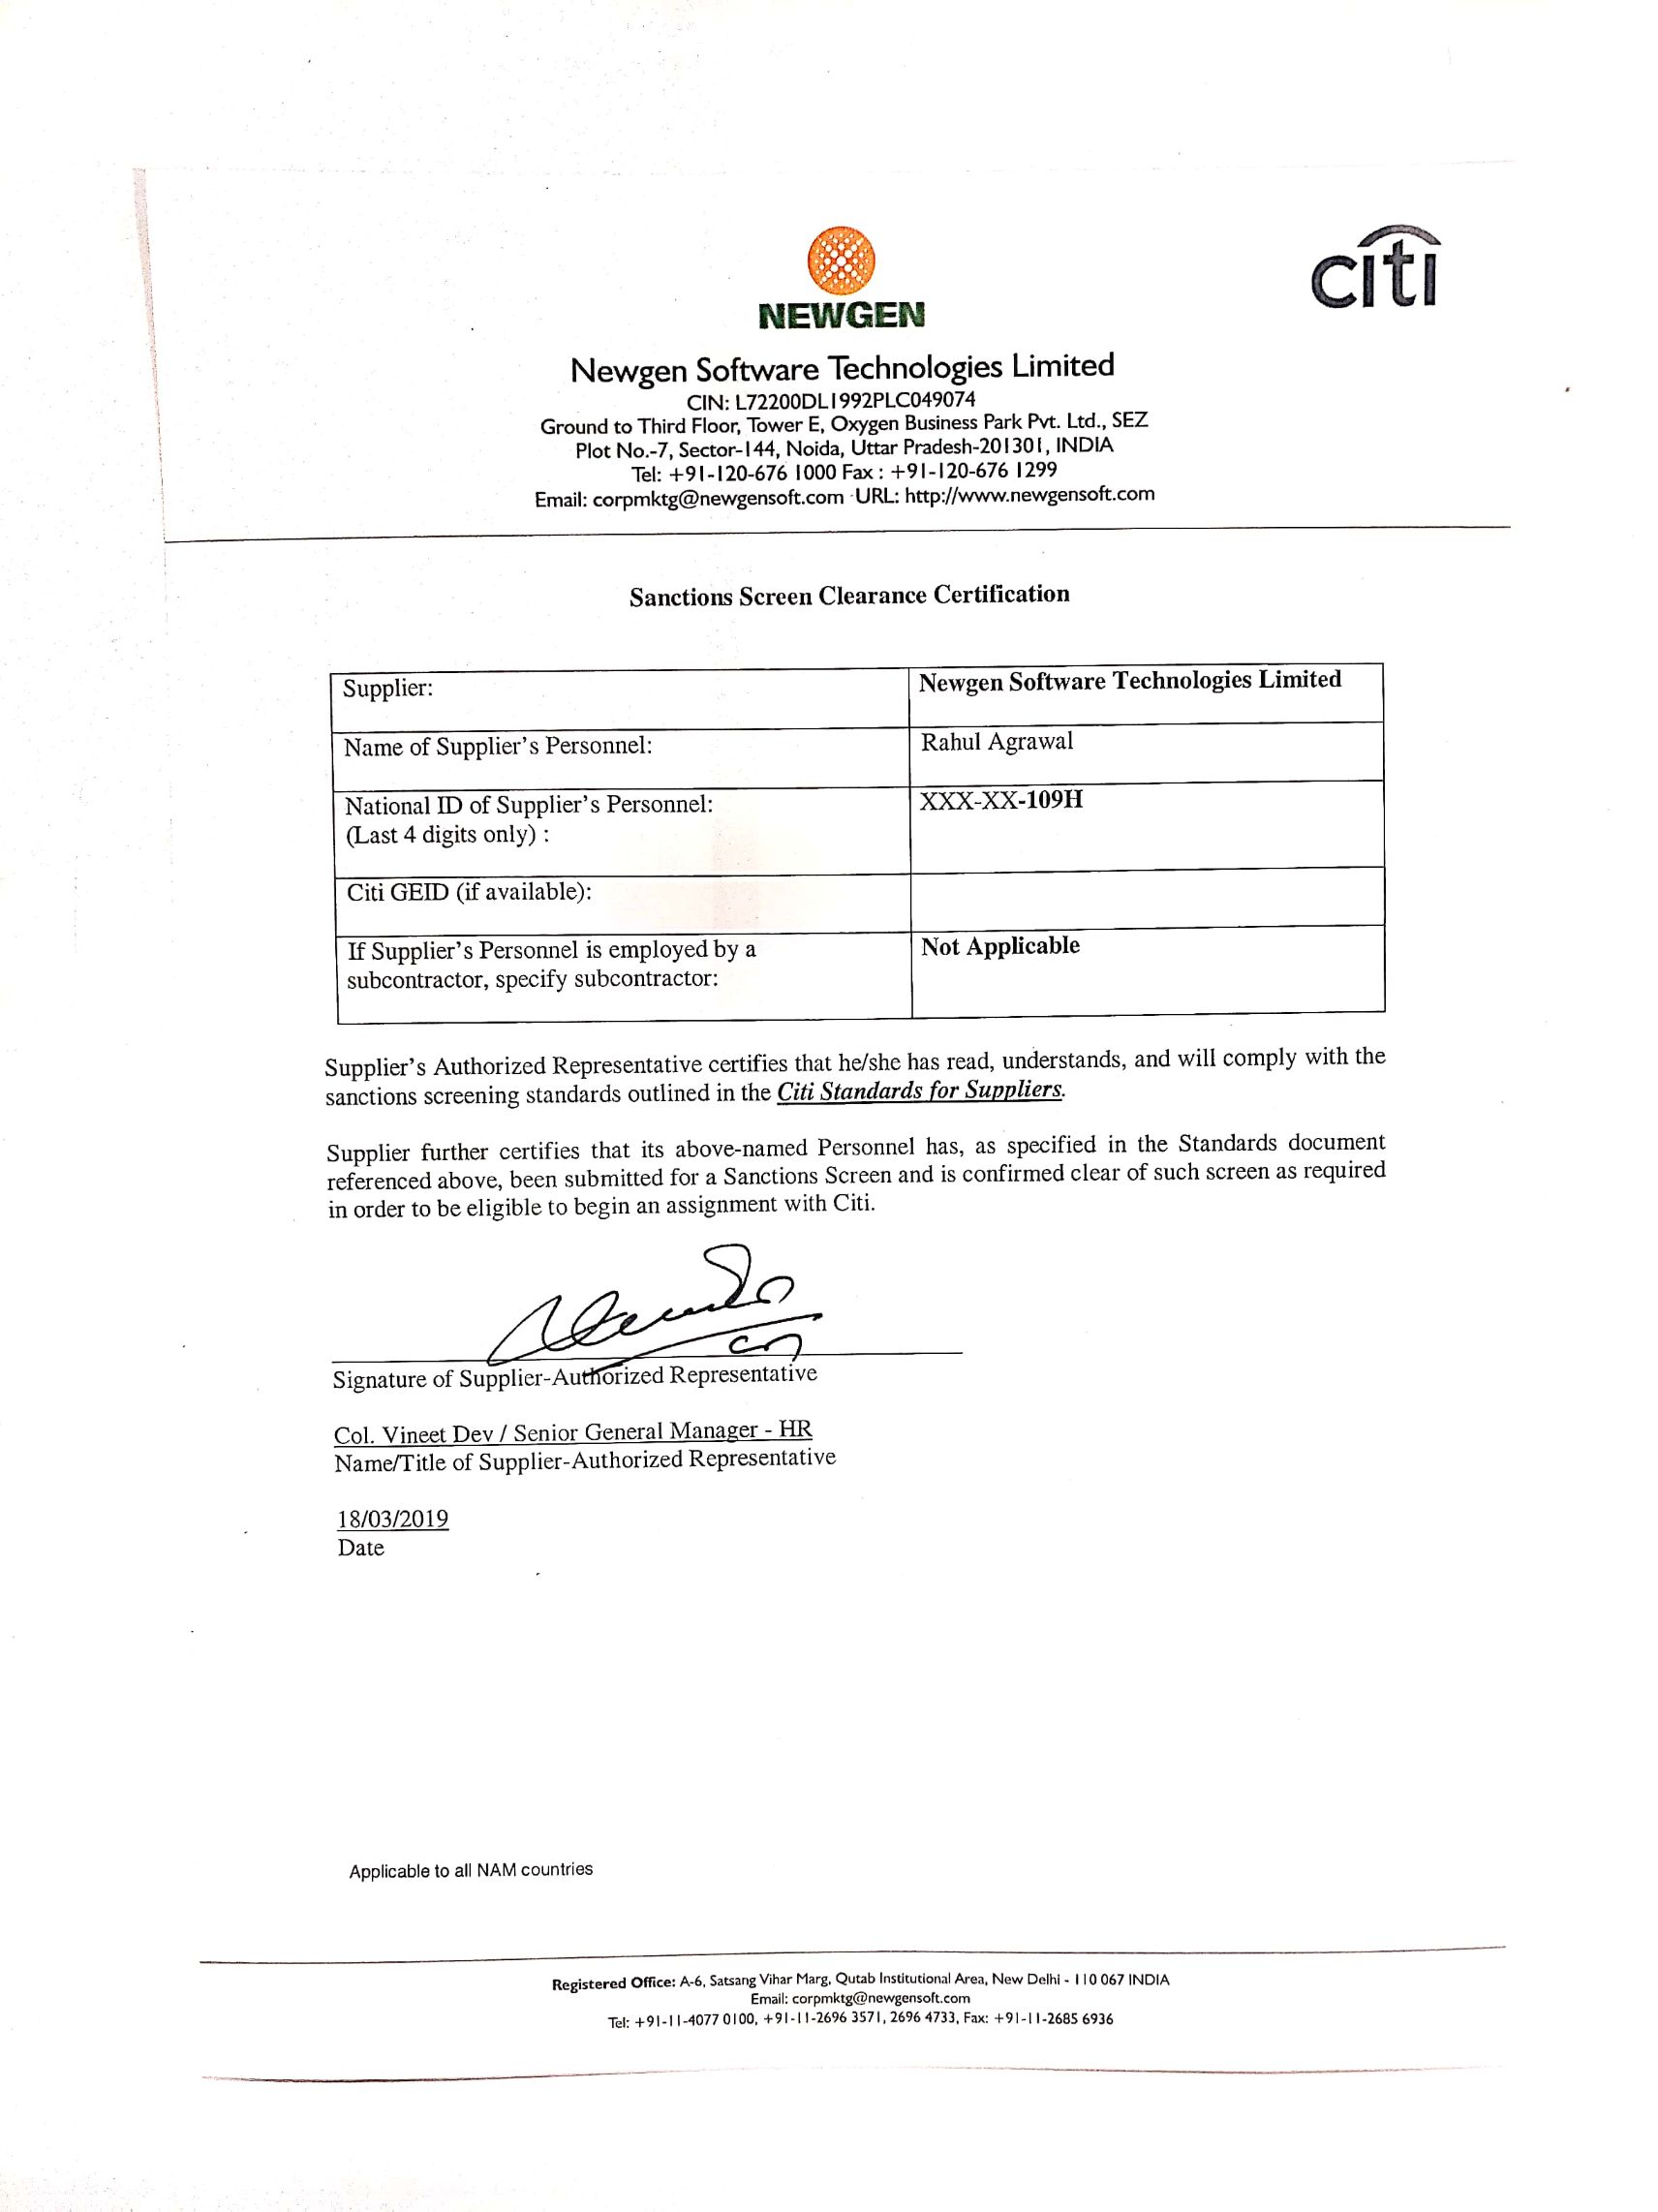 NEWGEN
citi
Newgen Software Technologies Limited
CIN: L72200DL1992PLC049074
Ground to Third Floor, Tower E, Oxygen Business Park Pvt. Ltd., SEZ
Plot No.-7, Sector-144, Noida, Uttar Pradesh-201301, INDIA
Tel: +91-120-676 1000 Fax : +91-120-676 1299
Email: corpmktg@newgensoft.com URL: http://www.newgensoft.com
Sanctions Screen Clearance Certification
Supplier: Newgen Software Technologies Limited
Name of Supplier's Personnel: Rahul Agrawal
National ID of Supplier's Personnel: XXX-XX-109H
(Last 4 digits only) :
Citi GEID (if available):
If Supplier's Personnel is employed by a Not Applicable
subcontractor, specify subcontractor:
Supplier's Authorized Representative certifies that he/she has read, understands, and will comply with the
sanctions screening standards outlined in the Citi Standards for Suppliers.
Supplier further certifies that its above-named Personnel has, as specified in the Standards document
referenced above, been submitted for a Sanctions Screen and is confirmed clear of such screen as required
in order to be eligible to begin an assignment with Citi.
Signature of Supplier-Authorized Representative
Col. Vineet Dev / Senior General Manager - HR
Name/Title of Supplier-Authorized Representative
18/03/2019
Date
Applicable to all NAM countries
Registered Office: A-6, Satsang Vihar Marg, Qutab Institutional Area, New Delhi - 110 067 INDIA
Email: corpmktg@newgensoft.com
Tel: +91-11-4077 0100, +91-11-2696 3571, 2696 4733, Fax: +91-11-2685 6936